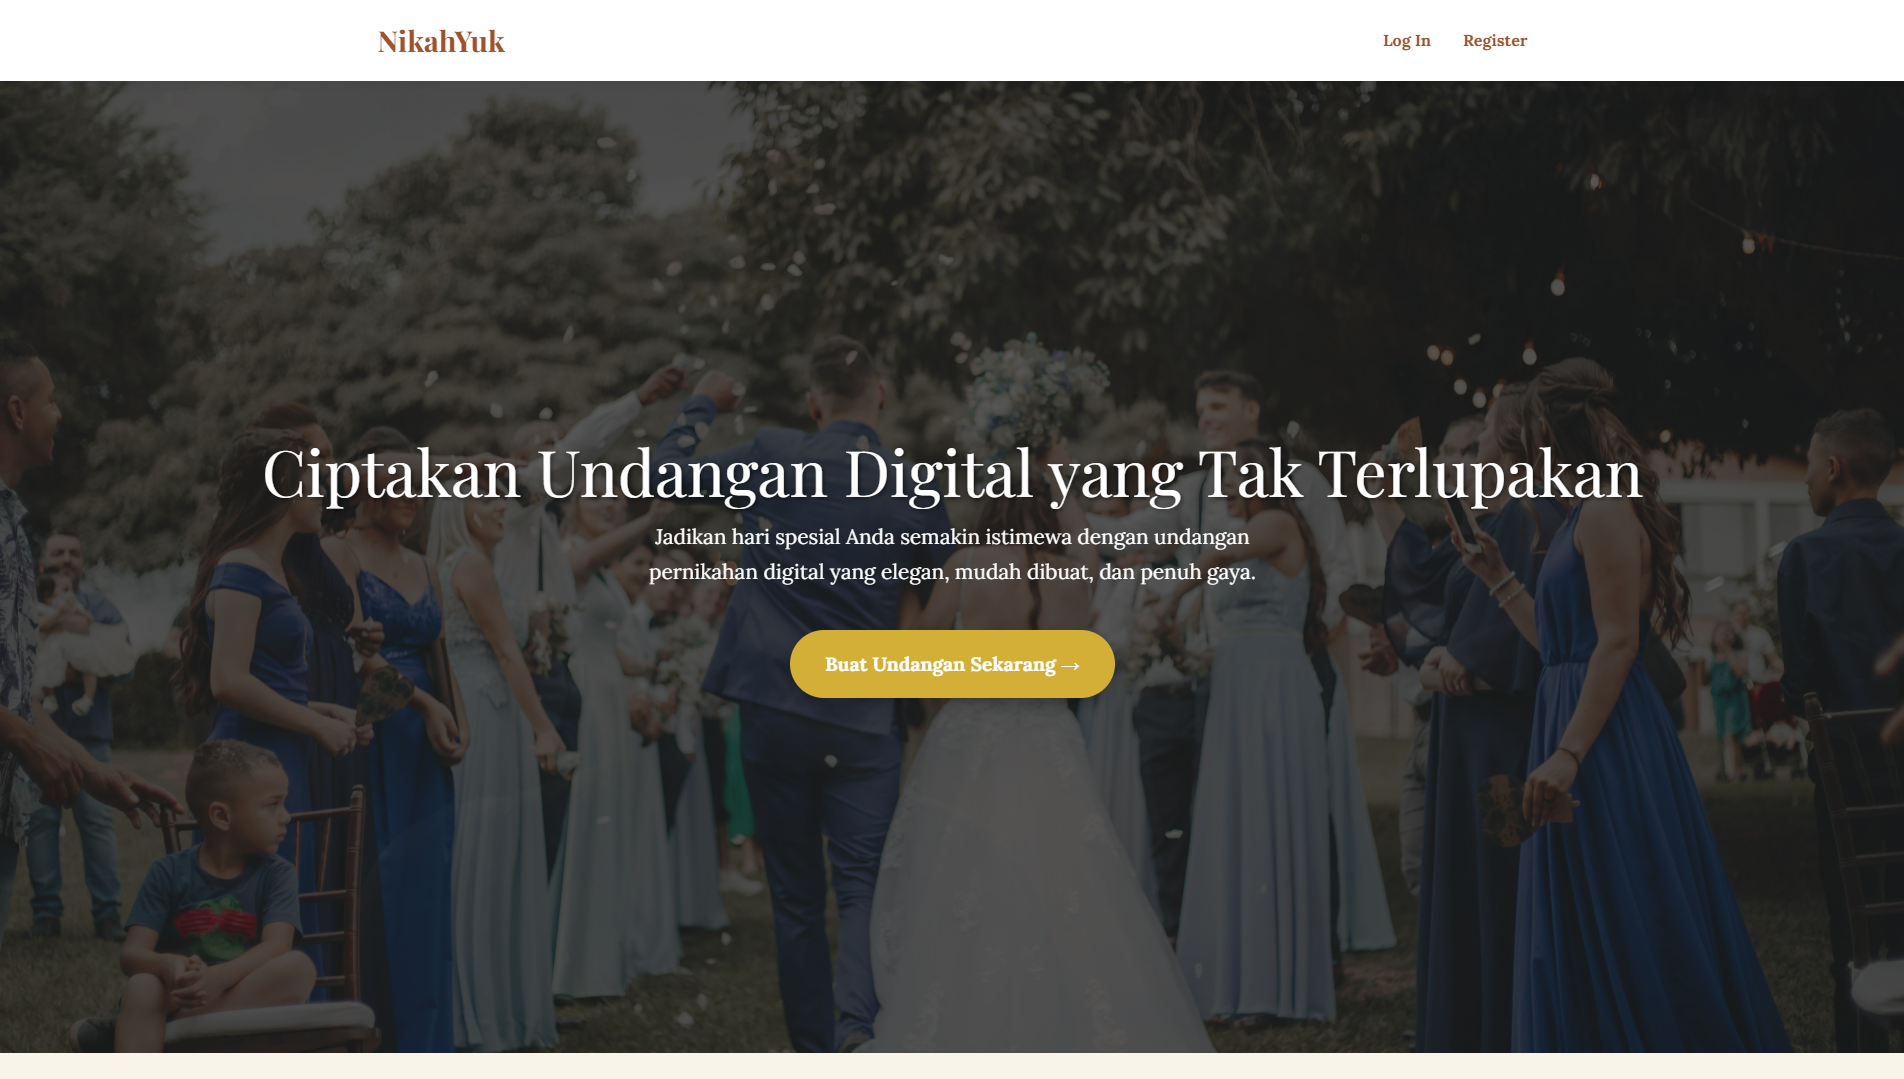 NikahYuk
Log In Register
Ciptakan Undangan Digital yang Tak Terlupakan
Jadikan hari spesial Anda semakin istimewa dengan undangan
pernikahan digital yang elegan, mudah dibuat, dan penuh gaya.
Buat Undangan Sekarang →